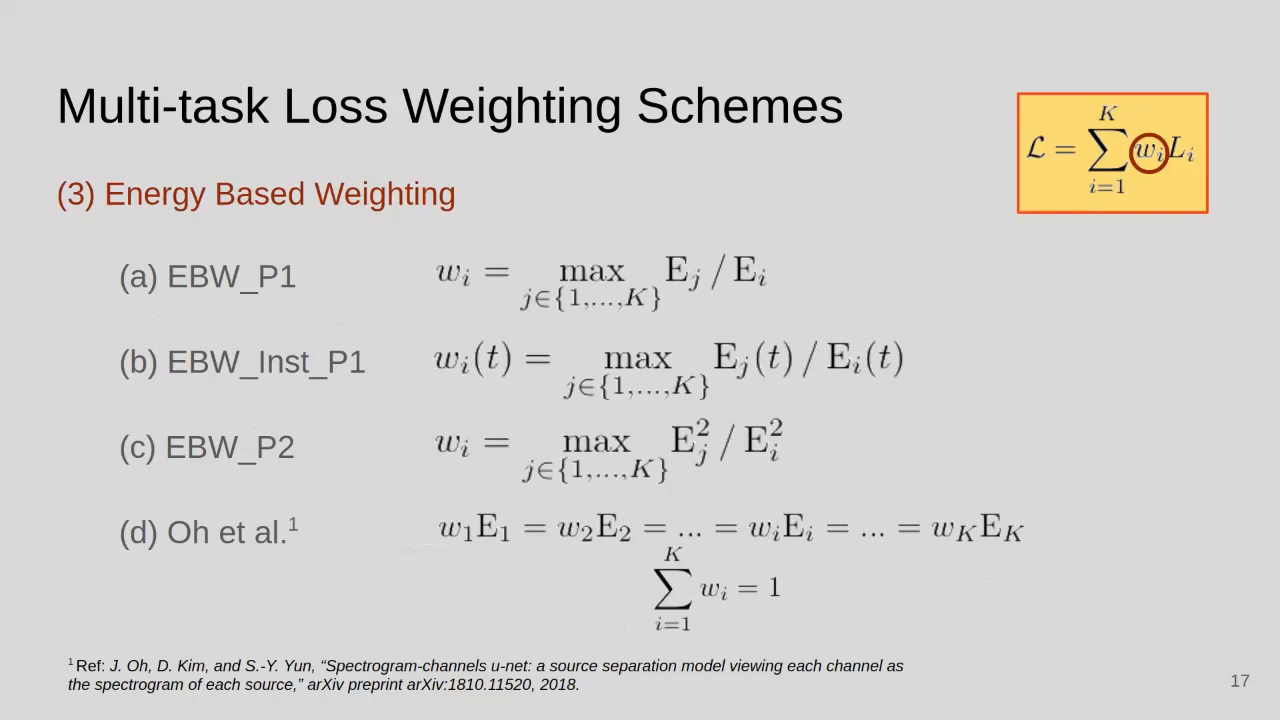 Multi-task Loss Weighting Schemes
ℒ = ∑_{i=1}^{K} w_i L_i
(3) Energy Based Weighting
(a) EBW_P1 w_i = max_{j∈{1,...,K}} E_j / E_i
(b) EBW_Inst_P1 w_i(t) = max_{j∈{1,...,K}} E_j(t) / E_i(t)
(c) EBW_P2 w_i = max_{j∈{1,...,K}} E_j^2 / E_i^2
(d) Oh et al.¹ w_1E_1 = w_2E_2 = ... = w_iE_i = ... = w_KE_K
∑_{i=1}^{K} w_i = 1
¹ Ref: J. Oh, D. Kim, and S.-Y. Yun, “Spectrogram-channels u-net: a source separation model viewing each channel as
the spectrogram of each source,” arXiv preprint arXiv:1810.11520, 2018.
17